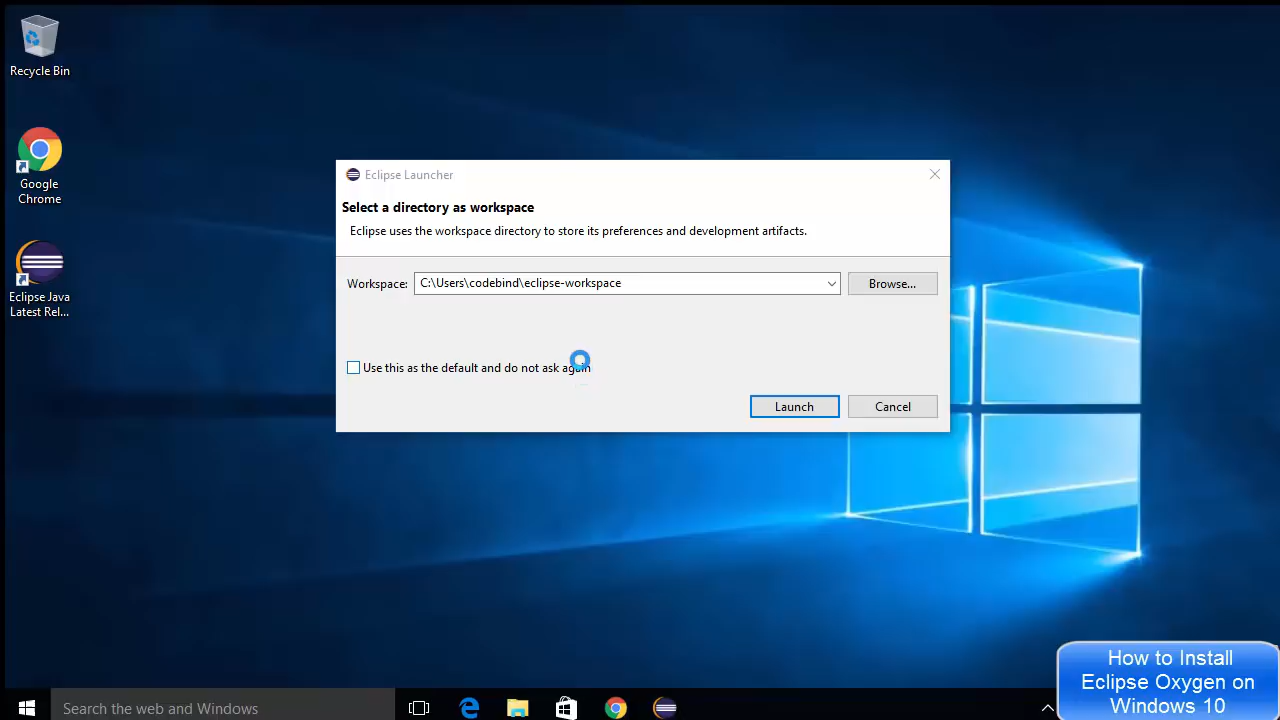 Recycle Bin
Google
Chrome
Eclipse Java
Latest Rel...
Eclipse Launcher
Select a directory as workspace
Eclipse uses the workspace directory to store its preferences and development artifacts.
Workspace: C:\Users\codebind\eclipse-workspace Browse...
Use this as the default and do not ask again
Launch Cancel
How to Install
Eclipse Oxygen on
Windows 10
Search the web and Windows